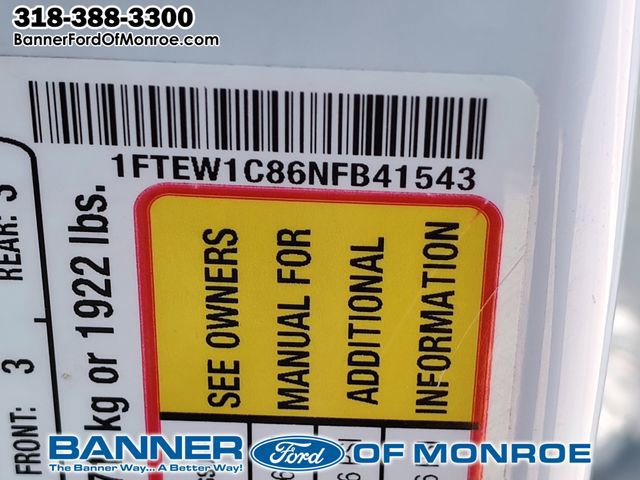 318-388-3300
BannerFordOfMonroe.com
1FTEW1C86NFB41543
SEE OWNERS
MANUAL FOR
ADDITIONAL
INFORMATION
kg or 1922 lbs.
FRONT: 3
REAR: 3
BANNER Ford OF MONROE
The Banner Way... A Better Way!